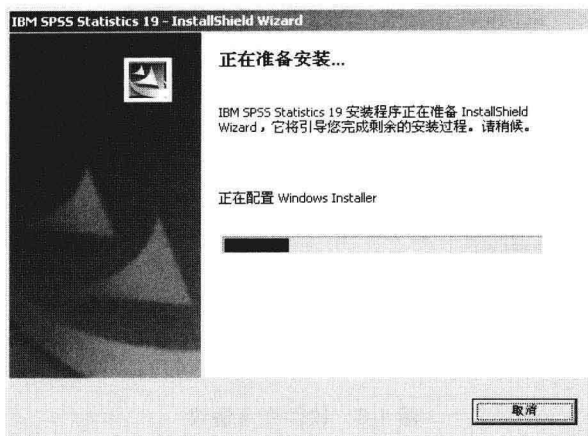 IBM SPSS Statistics 19 - InstallShield Wizard
正在准备安装...
IBM SPSS Statistics 19 安装程序正在准备 InstallShield
Wizard，它将引导您完成剩余的安装过程。请稍候。
正在配置 Windows Installer
取消